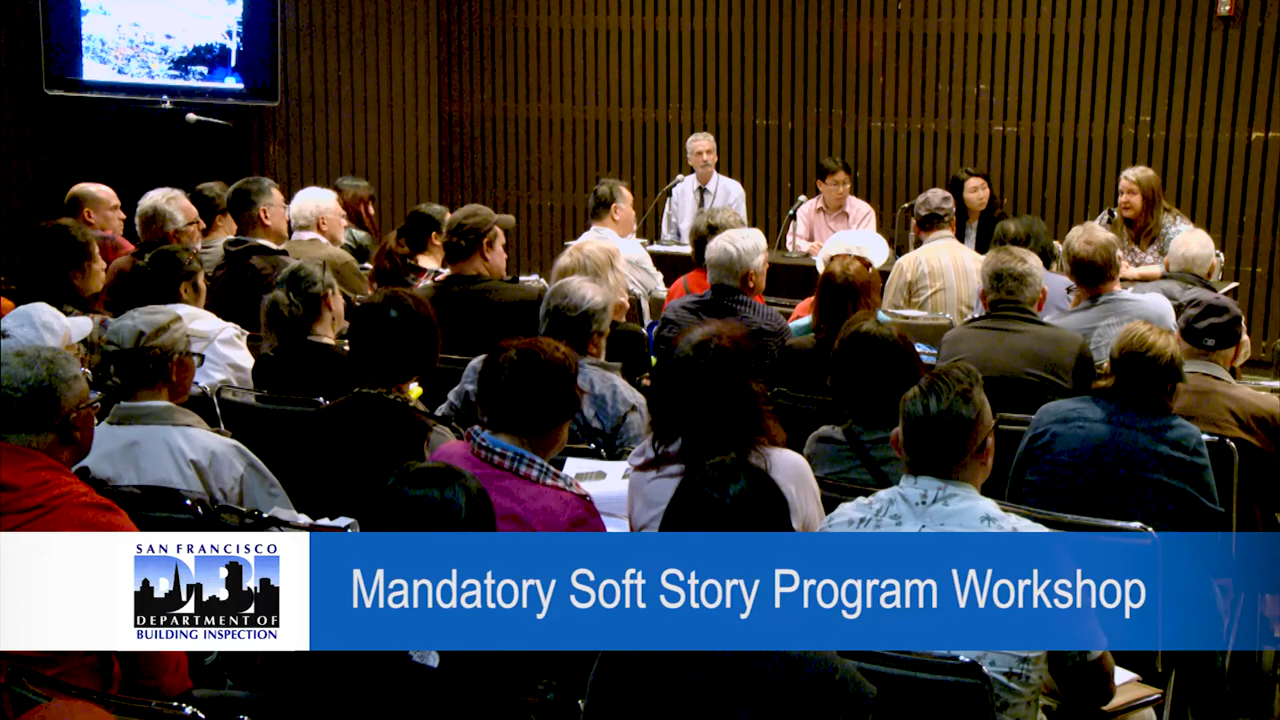 SAN FRANCISCO
DBI
DEPARTMENT OF
BUILDING INSPECTION
Mandatory Soft Story Program Workshop